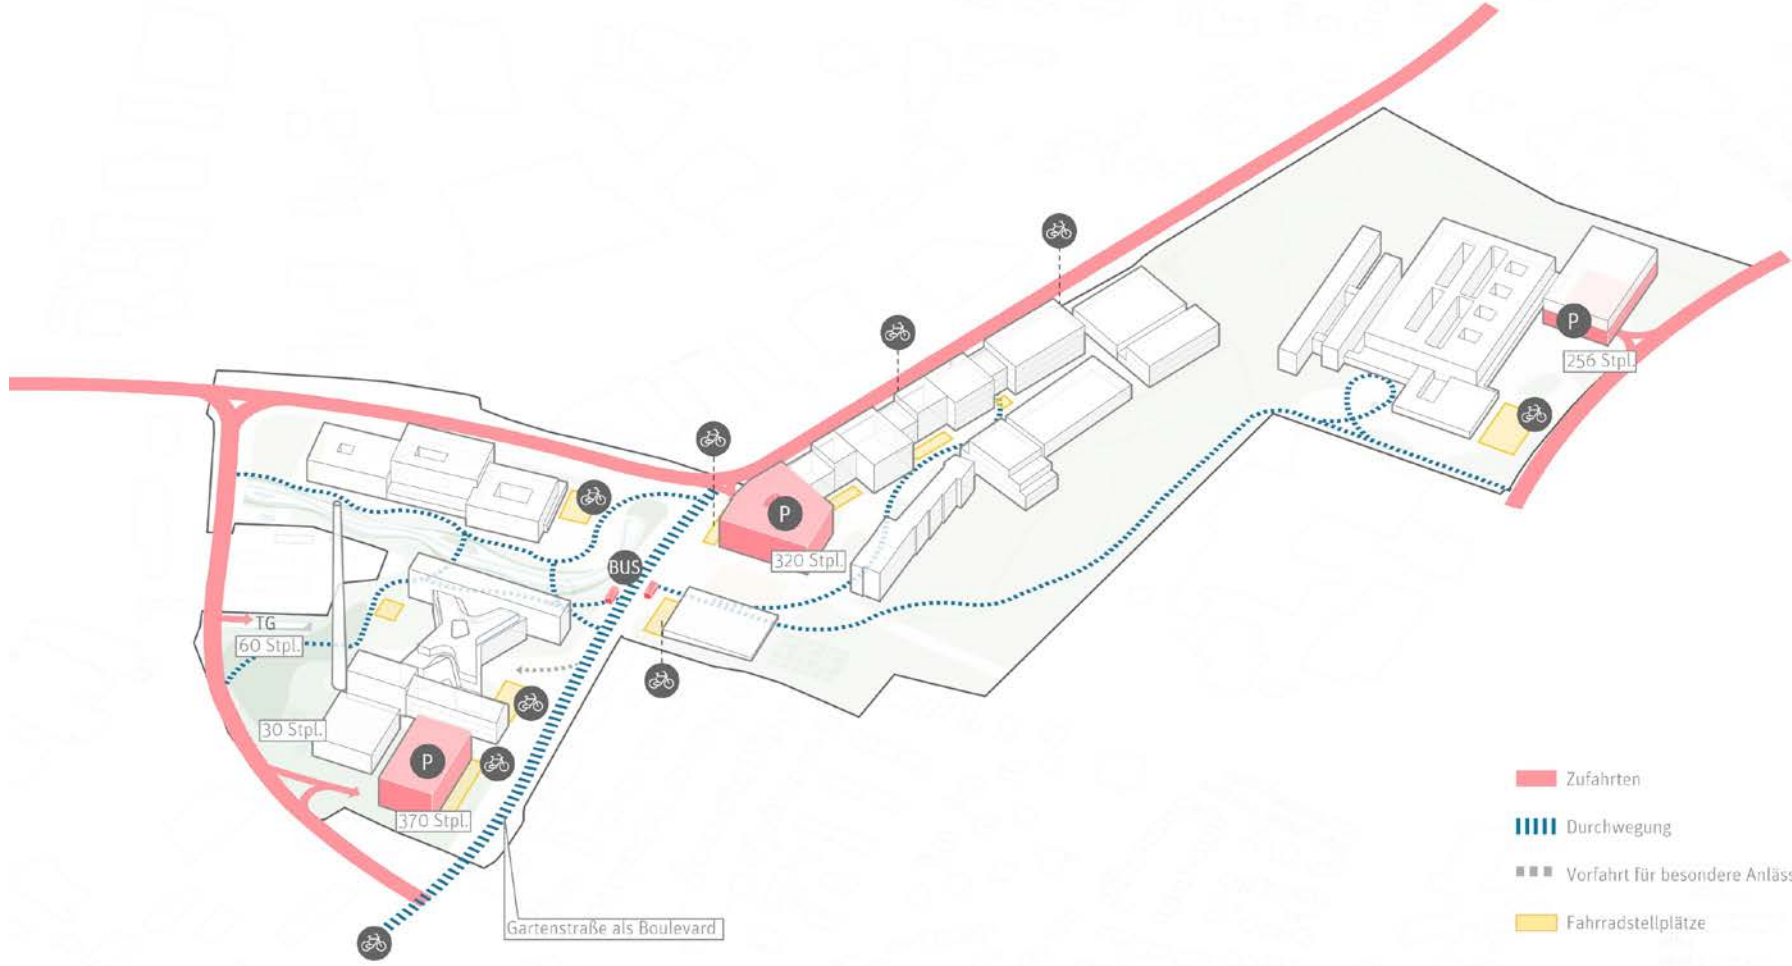 P
256 Stpl.
P
320 Stpl.
BUS
TG
60 Stpl.
30 Stpl.
P
370 Stpl.
Gartenstraße als Boulevard
Zufahrten
Durchwegung
Vorfahrt für besondere Anläss
Fahrradstellplätze